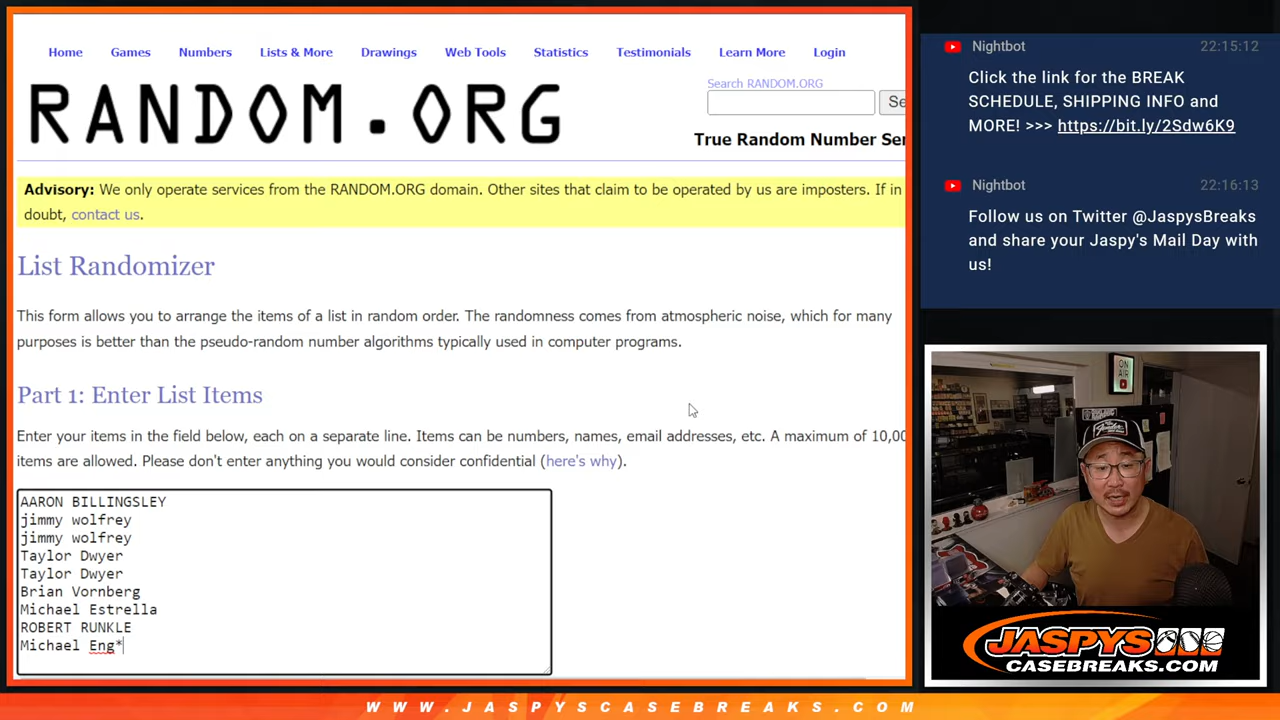 Home Games Numbers Lists & More Drawings Web Tools Statistics Testimonials Learn More Login
RANDOM.ORG
Search RANDOM.ORG
Se
True Random Number Ser
Advisory: We only operate services from the RANDOM.ORG domain. Other sites that claim to be operated by us are imposters. If in
doubt, contact us.
List Randomizer
This form allows you to arrange the items of a list in random order. The randomness comes from atmospheric noise, which for many
purposes is better than the pseudo-random number algorithms typically used in computer programs.
Part 1: Enter List Items
Enter your items in the field below, each on a separate line. Items can be numbers, names, email addresses, etc. A maximum of 10,00
items are allowed. Please don't enter anything you would consider confidential (here's why).
AARON BILLINGSLEY
jimmy wolfrey
jimmy wolfrey
Taylor Dwyer
Taylor Dwyer
Brian Vornberg
Michael Estrella
ROBERT RUNKLE
Michael Eng*
Nightbot 22:15:12
Click the link for the BREAK
SCHEDULE, SHIPPING INFO and
MORE! >>> https://bit.ly/2Sdw6K9
Nightbot 22:16:13
Follow us on Twitter @JaspysBreaks
and share your Jaspy's Mail Day with
us!
ON
AIR
Fender
JASPYS
CASEBREAKS.COM
WWW.JASPYSCASEBREAKS.COM